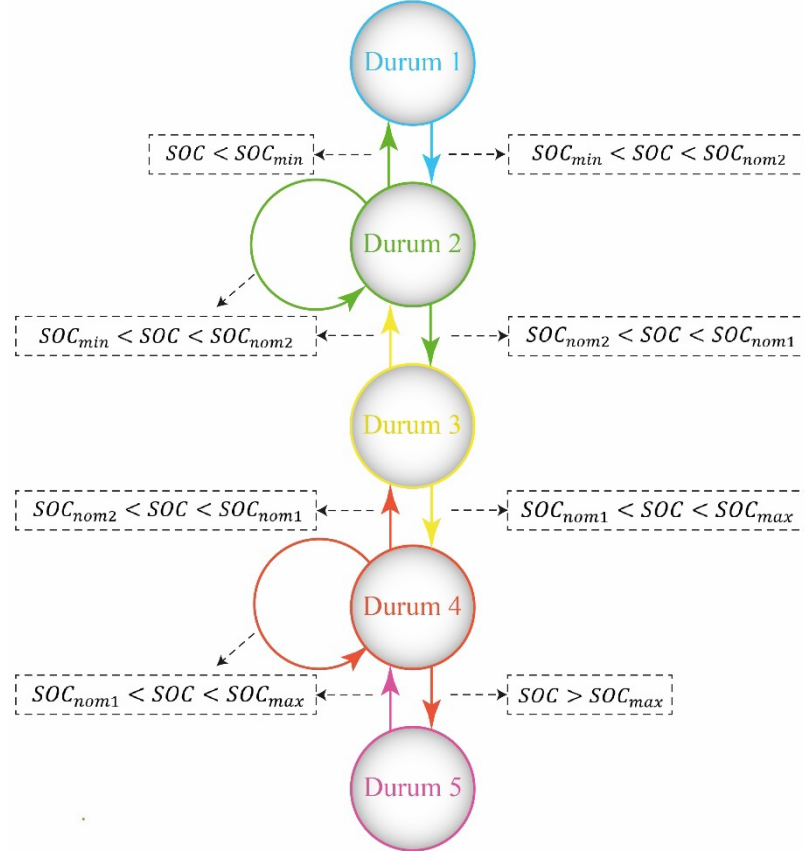 Durum 1
SOC < SOC_min
SOC_min < SOC < SOC_nom2
Durum 2
SOC_min < SOC < SOC_nom2
SOC_nom2 < SOC < SOC_nom1
Durum 3
SOC_nom2 < SOC < SOC_nom1
SOC_nom1 < SOC < SOC_max
Durum 4
SOC_nom1 < SOC < SOC_max
SOC > SOC_max
Durum 5